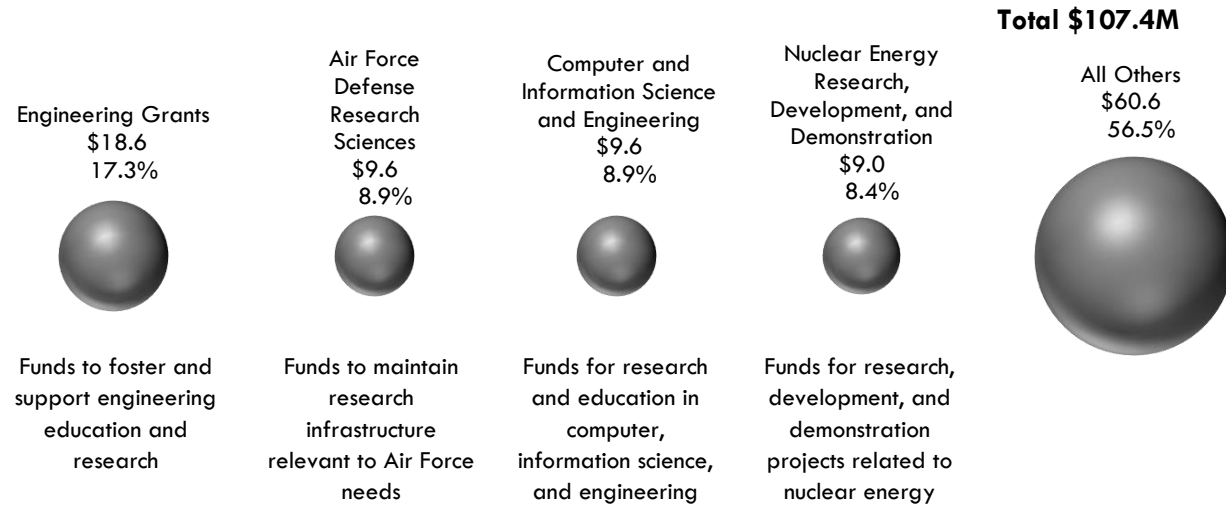 Total $107.4M
Engineering Grants
$18.6
17.3%
Air Force
Defense
Research
Sciences
$9.6
8.9%
Computer and
Information Science
and Engineering
$9.6
8.9%
Nuclear Energy
Research,
Development, and
Demonstration
$9.0
8.4%
All Others
$60.6
56.5%
Funds to foster and
support engineering
education and
research
Funds to maintain
research
infrastructure
relevant to Air Force
needs
Funds for research
and education in
computer,
information science,
and engineering
Funds for research,
development, and
demonstration
projects related to
nuclear energy